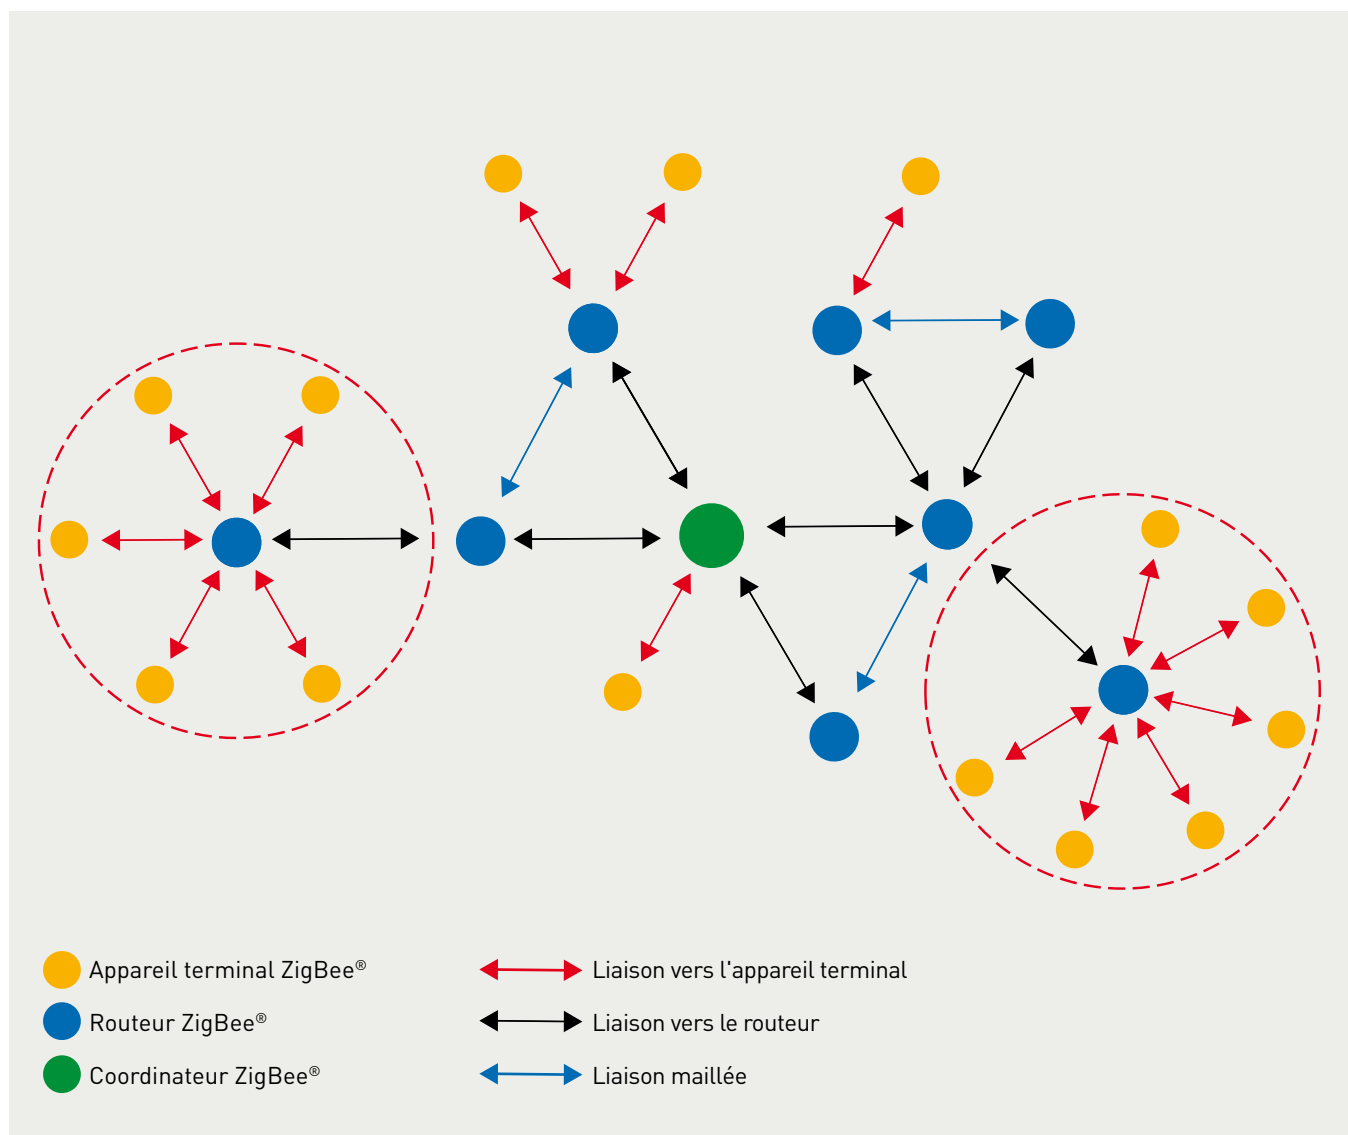 Appareil terminal ZigBee®
Liaison vers l'appareil terminal
Routeur ZigBee®
Liaison vers le routeur
Coordinateur ZigBee®
Liaison maillée